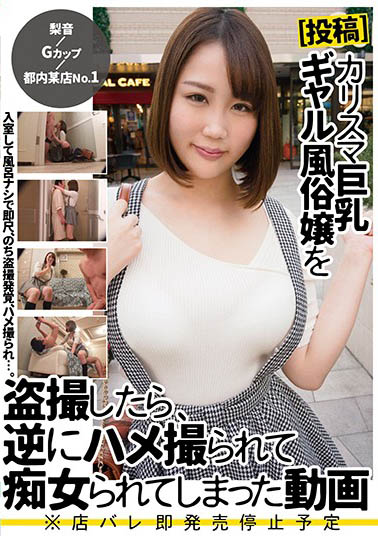 梨音
Gカップ
都内某店No.1
[投稿]
カリスマ巨乳
ギャル風俗嬢を
入室して風呂ナシで即尺、のち盗撮発覚、ハメ撮られ…。
盗撮したら、
逆にハメ撮られて
痴女られてしまった動画
※店バレ即発売停止予定